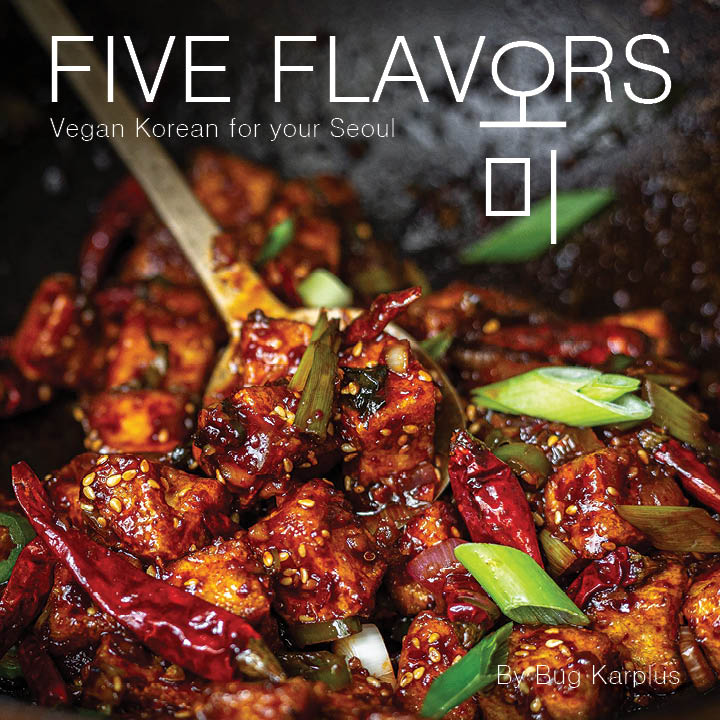 FIVE FLAVORS
Vegan Korean for your Seoul
오
미
By Bug Karplus